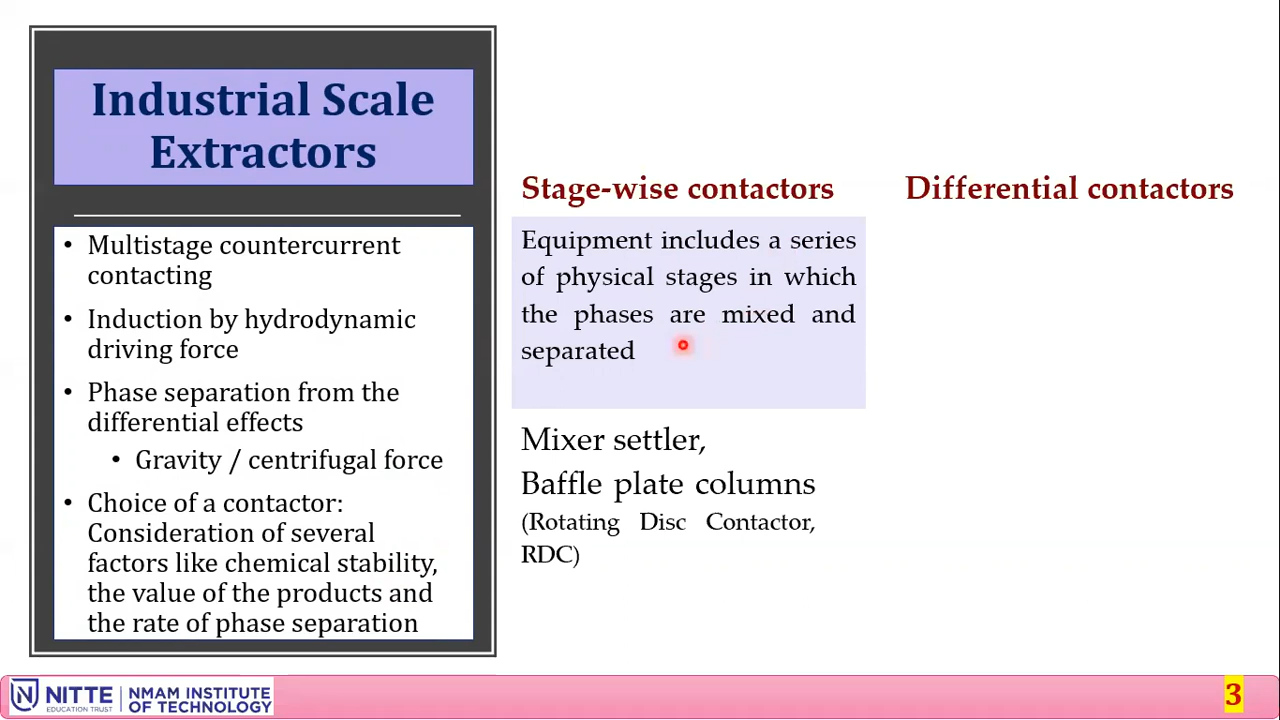 Industrial Scale
Extractors
• Multistage countercurrent
contacting
• Induction by hydrodynamic
driving force
• Phase separation from the
differential effects
• Gravity / centrifugal force
• Choice of a contactor:
Consideration of several
factors like chemical stability,
the value of the products and
the rate of phase separation
Stage-wise contactors
Equipment includes a series
of physical stages in which
the phases are mixed and
separated
Mixer settler,
Baffle plate columns
(Rotating Disc Contactor,
RDC)
Differential contactors
NITTE
EDUCATION TRUST
NMAM INSTITUTE
OF TECHNOLOGY
3